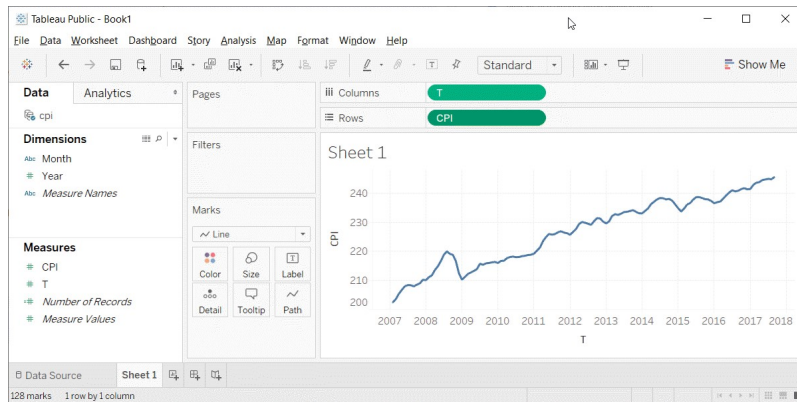 Tableau Public - Book1
File Data Worksheet Dashboard Story Analysis Map Format Window Help
Standard
Show Me
Data Analytics
cpi
Dimensions
Abc Month
# Year
Abc Measure Names
Measures
# CPI
# T
# Number of Records
# Measure Values
Pages
Filters
Marks
Line
Color Size Label
Detail Tooltip Path
Columns T
Rows CPI
Sheet 1
240
230
220
210
200
CPI
2007 2008 2009 2010 2011 2012 2013 2014 2015 2016 2017 2018
T
Data Source Sheet 1
128 marks 1 row by 1 column